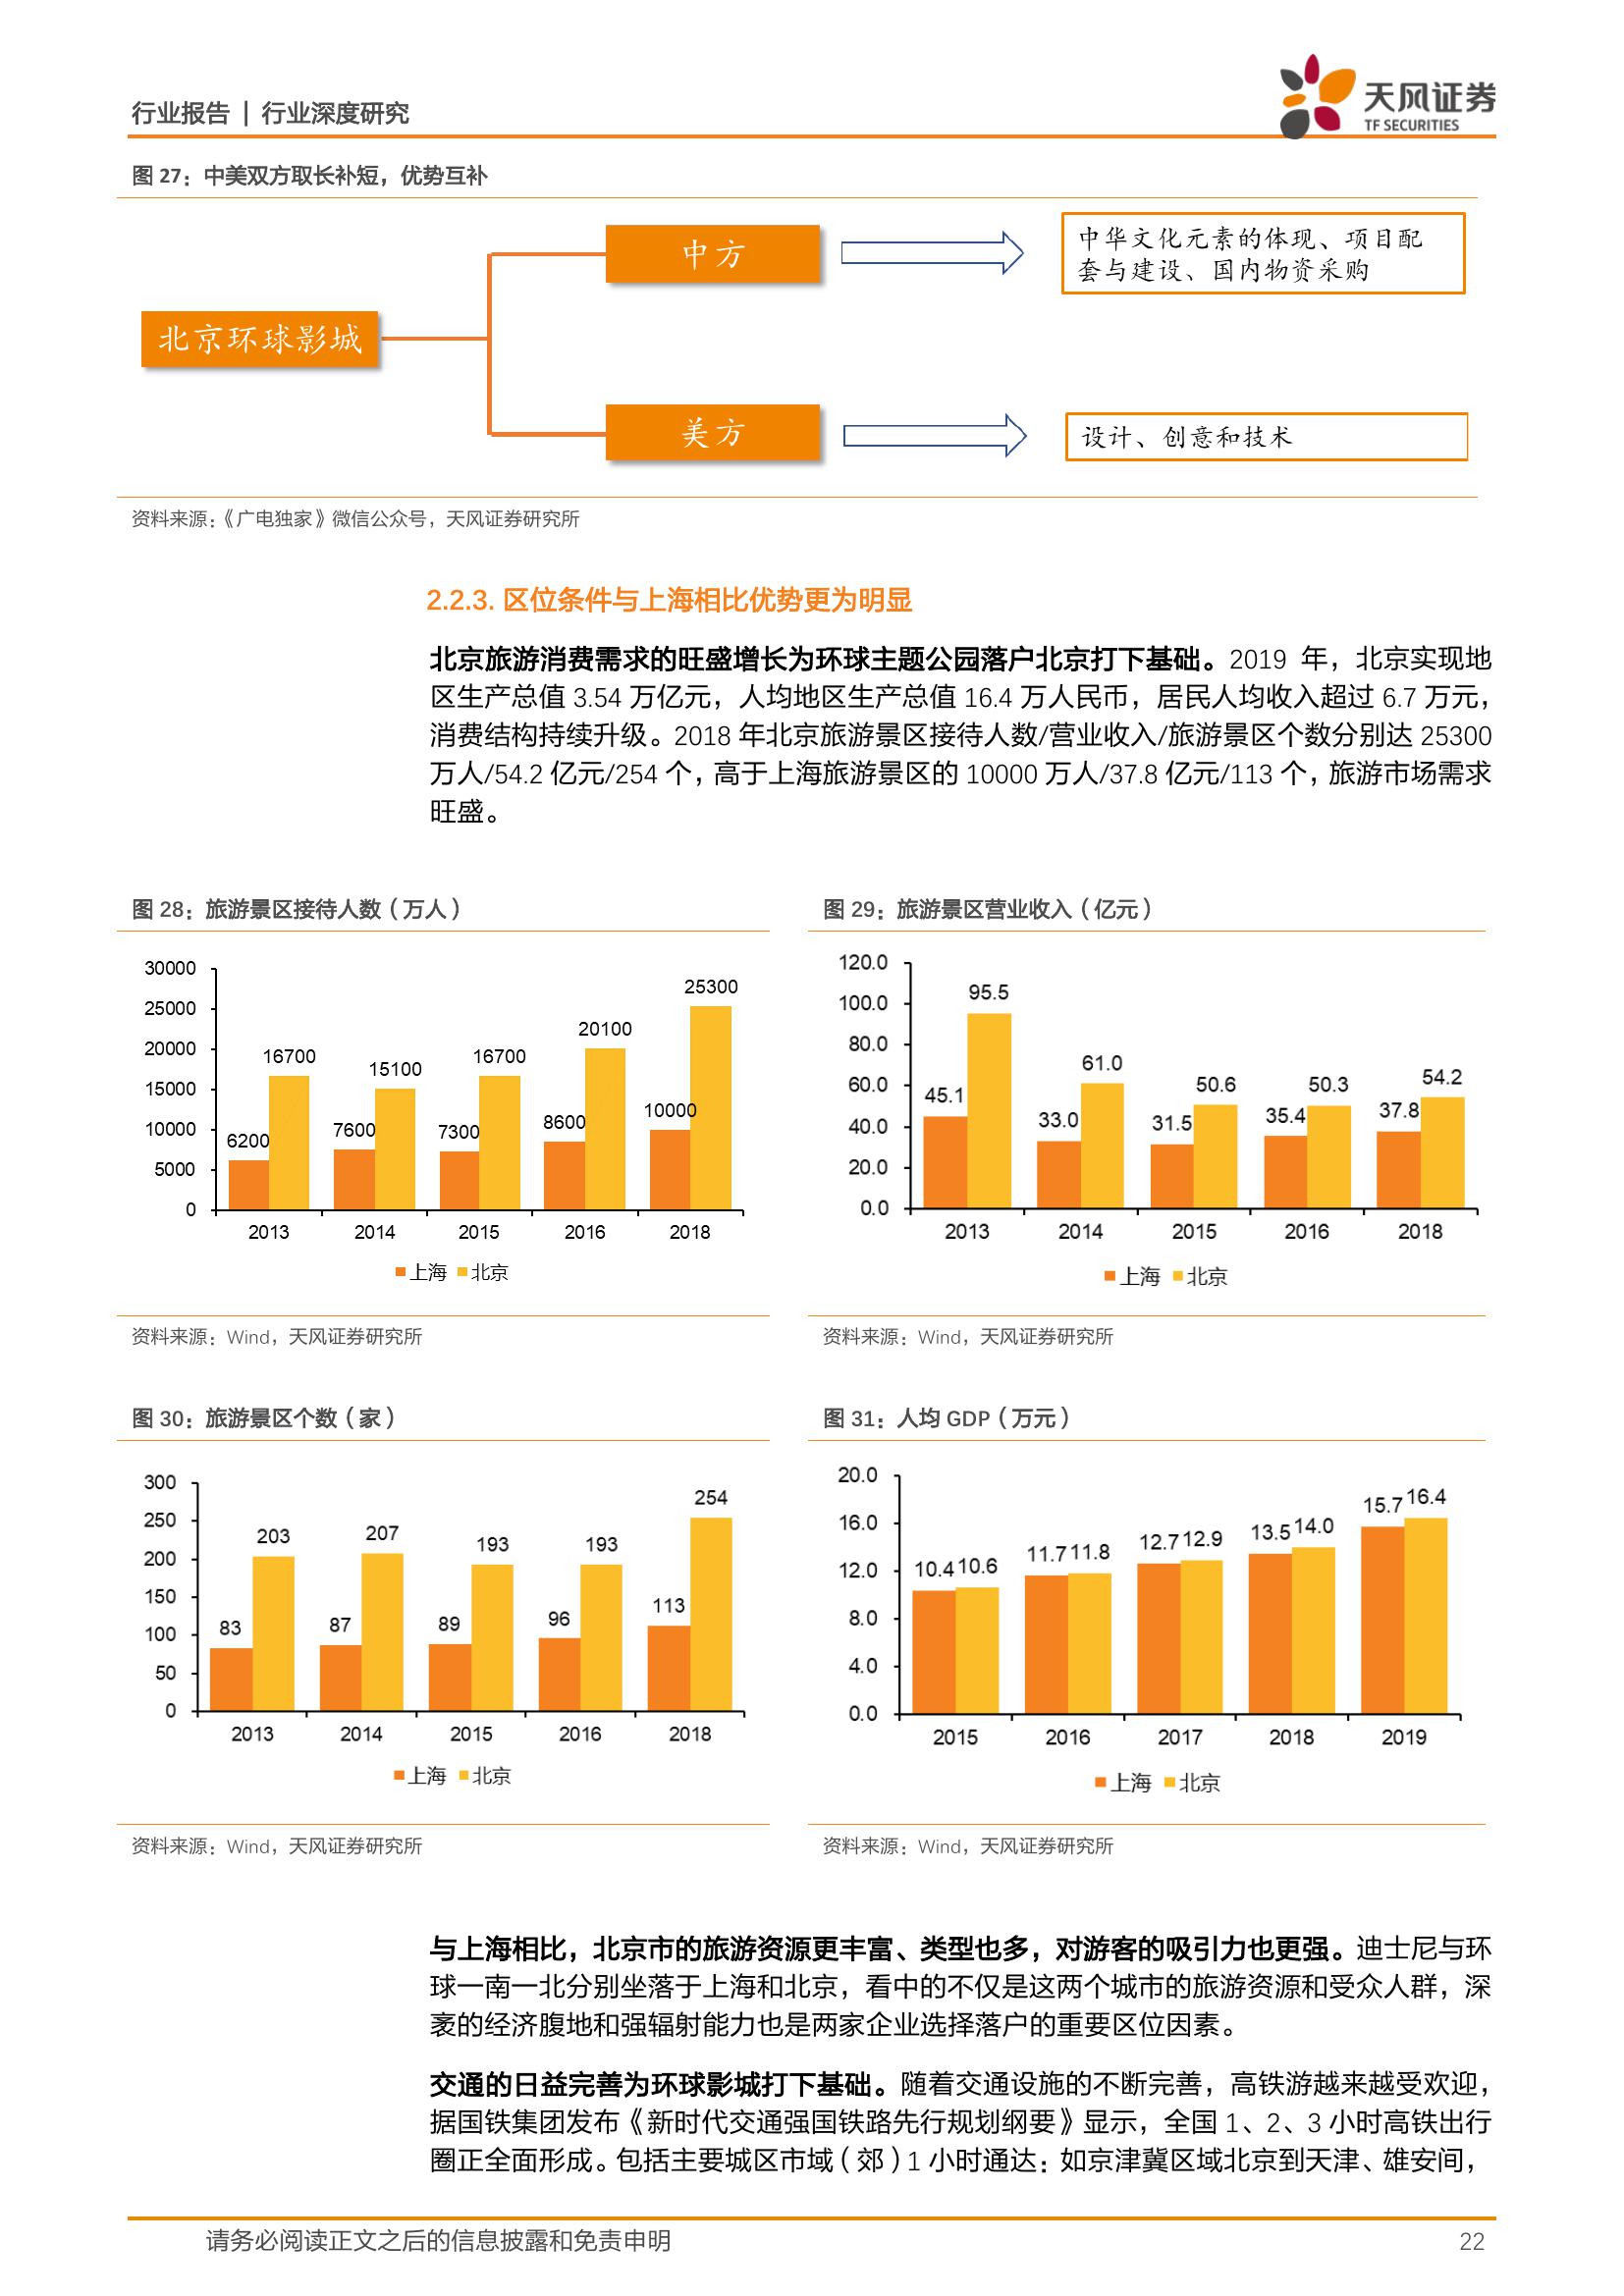 行业报告 | 行业深度研究
天风证券
TF SECURITIES
图 27：中美双方取长补短，优势互补
北京环球影城
中方
中华文化元素的体现、项目配
套与建设、国内物资采购
美方
设计、创意和技术
资料来源：《广电独家》微信公众号，天风证券研究所
2.2.3. 区位条件与上海相比优势更为明显
北京旅游消费需求的旺盛增长为环球主题公园落户北京打下基础。2019 年，北京实现地
区生产总值 3.54 万亿元，人均地区生产总值 16.4 万人民币，居民人均收入超过 6.7 万元，
消费结构持续升级。2018 年北京旅游景区接待人数/营业收入/旅游景区个数分别达 25300
万人/54.2 亿元/254 个，高于上海旅游景区的 10000 万人/37.8 亿元/113 个，旅游市场需求
旺盛。
图 28：旅游景区接待人数（万人）
30000
25000
20000
15000
10000
5000
0
6200
16700
7600
15100
7300
16700
8600
20100
10000
25300
2013 2014 2015 2016 2018
上海 北京
资料来源：Wind，天风证券研究所
图 29：旅游景区营业收入（亿元）
120.0
100.0
80.0
60.0
40.0
20.0
0.0
45.1
95.5
33.0
61.0
31.5
50.6
35.4
50.3
37.8
54.2
2013 2014 2015 2016 2018
上海 北京
资料来源：Wind，天风证券研究所
图 30：旅游景区个数（家）
300
250
200
150
100
50
0
83
203
87
207
89
193
96
193
113
254
2013 2014 2015 2016 2018
上海 北京
资料来源：Wind，天风证券研究所
图 31：人均 GDP（万元）
20.0
16.0
12.0
8.0
4.0
0.0
10.4 10.6
11.7 11.8
12.7 12.9
13.5 14.0
15.7 16.4
2015 2016 2017 2018 2019
上海 北京
资料来源：Wind，天风证券研究所
与上海相比，北京市的旅游资源更丰富、类型也多，对游客的吸引力也更强。迪士尼与环
球一南一北分别坐落于上海和北京，看中的不仅是这两个城市的旅游资源和受众人群，深
袤的经济腹地和强辐射能力也是两家企业选择落户的重要区位因素。
交通的日益完善为环球影城打下基础。随着交通设施的不断完善，高铁游越来越受欢迎，
据国铁集团发布《新时代交通强国铁路先行规划纲要》显示，全国 1、2、3 小时高铁出行
圈正全面形成。包括主要城区市域（郊）1 小时通达：如京津冀区域北京到天津、雄安间，
请务必阅读正文之后的信息披露和免责申明
22